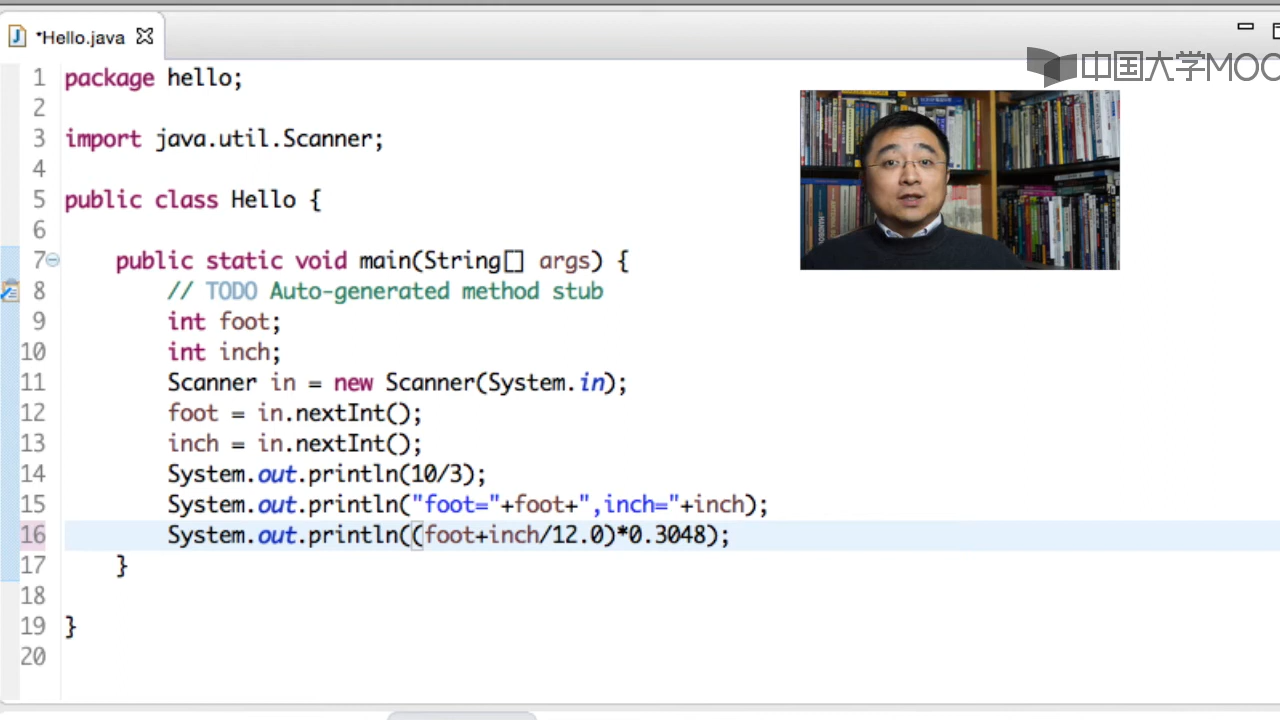 *Hello.java
中国大学MOO
1 package hello;
2
3 import java.util.Scanner;
4
5 public class Hello {
6
7 public static void main(String[] args) {
8 // TODO Auto-generated method stub
9 int foot;
10 int inch;
11 Scanner in = new Scanner(System.in);
12 foot = in.nextInt();
13 inch = in.nextInt();
14 System.out.println(10/3);
15 System.out.println("foot="+foot+",inch="+inch);
16 System.out.println((foot+inch/12.0)*0.3048);
17 }
18
19 }
20